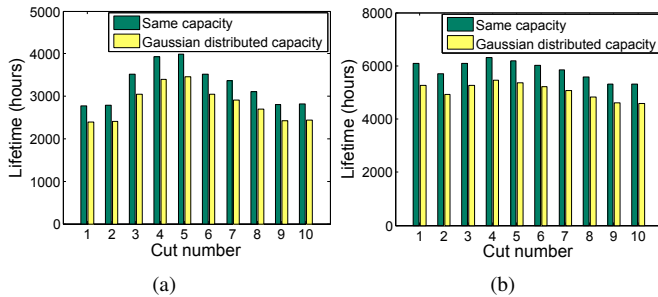 5000
4000
3000
2000
1000
0
Lifetime (hours)
Same capacity
Gaussian distributed capacity
1 2 3 4 5 6 7 8 9 10
Cut number
(a)
8000
6000
4000
2000
0
Lifetime (hours)
Same capacity
Gaussian distributed capacity
1 2 3 4 5 6 7 8 9 10
Cut number
(b)